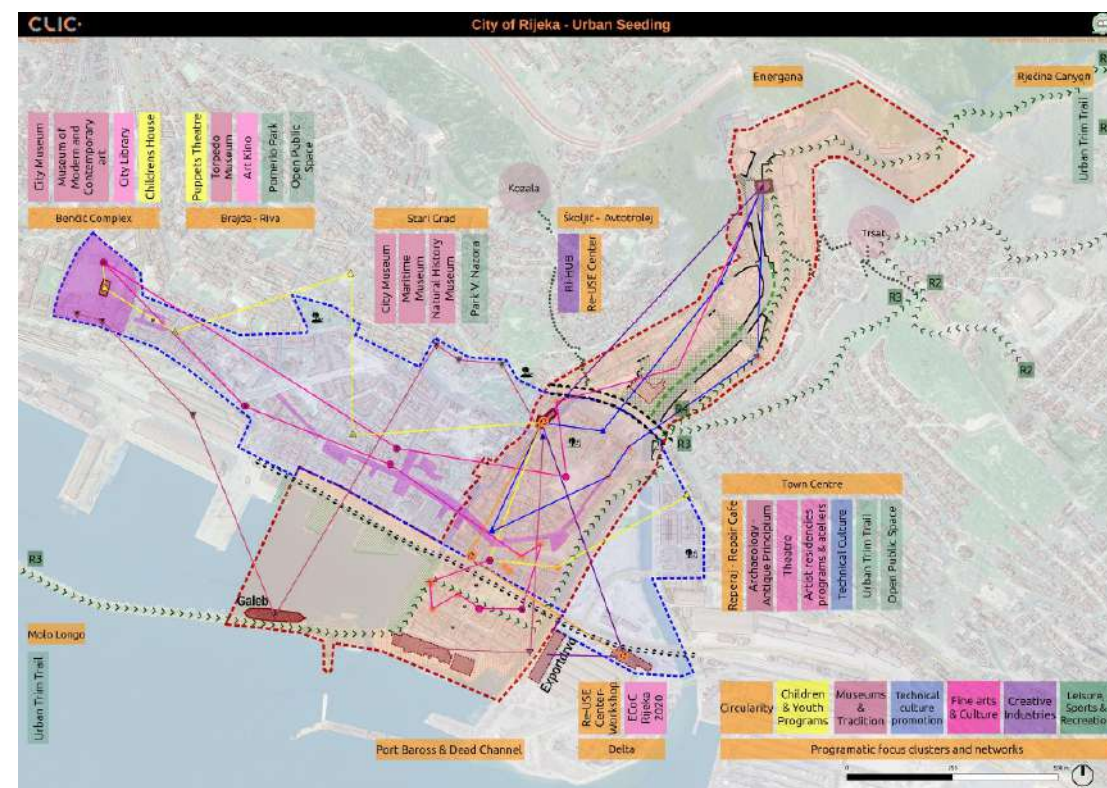 CLIC
City of Rijeka - Urban Seeding
Energana
Rječina Canyon
Urban Trim Trail
City Museum
Museum of
Modern and
Contemporary
art
City Library
Childrens House
Benčić Complex
Puppets Theatre
Torpedo
Museum
Art Kino
Pomerio Park
Open Public
Space
Brajda - Riva
Stari Grad
City Museum
Maritime
Museum
Natural History
Museum
Park V. Nazora
Kozala
Školjić - Autotrolej
RI-HUB
Re-USE Center
Trsat
R3
R2
R2
R4
R3
R3
Galeb
Exportdrvo
Molo Longo
Urban Trim Trail
Town Centre
Reperaj - Repair Cafe
Archaeology
Antique Principium
Theatre
Artist residencies
programs & ateliers
Technical Culture
Urban Trim Trail
Open Public Space
Port Baross & Dead Channel
Re-USE
Center-
Workshop
ECoC
Rijeka
2020
Delta
Circularity
Children
& Youth
Programs
Museums
&
Tradition
Technical
culture
promotion
Fine arts
& Culture
Creative
Industries
Leisure,
Sports &
Recreation
Programatic focus clusters and networks
0